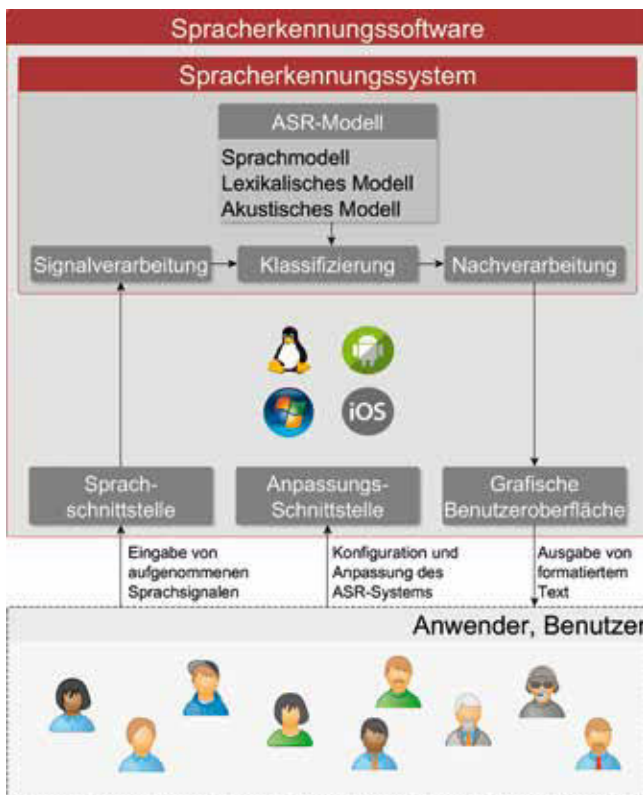 Spracherkennungssoftware
Spracherkennungssystem
ASR-Modell
Sprachmodell
Lexikalisches Modell
Akustisches Modell
Signalverarbeitung
Klassifizierung
Nachverarbeitung
iOS
Sprach-
schnittstelle
Anpassungs-
Schnittstelle
Grafische
Benutzeroberfläche
Eingabe von
aufgenommenen
Sprachsignalen
Konfiguration und
Anpassung des
ASR-Systems
Ausgabe von
formatiertem
Text
Anwender, Benutzer